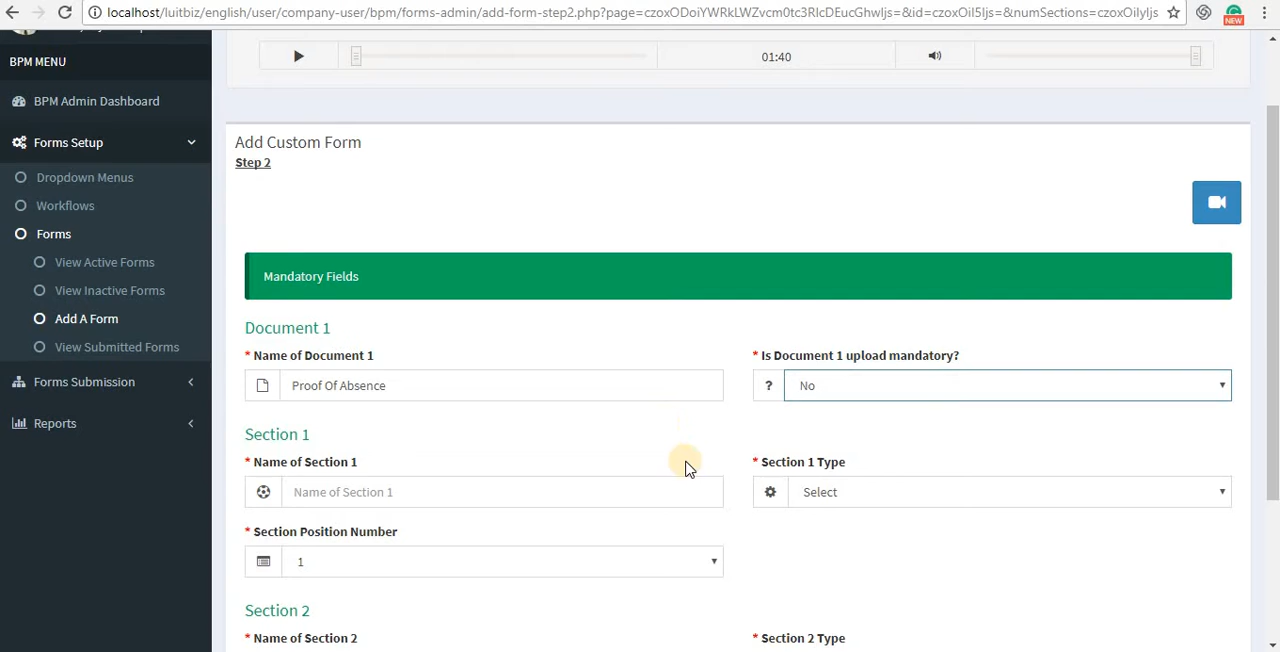 localhost/luitbiz/english/user/company-user/bpm/forms-admin/add-form-step2.php?page=czoxODoiYWRkLWZvcm0tc3RlcDEucGhwIjs=&id=czoxOiI5Ijs=&numSections=czoxOiIyIjs
NEW
BPM MENU
BPM Admin Dashboard
Forms Setup
Dropdown Menus
Workflows
Forms
View Active Forms
View Inactive Forms
Add A Form
View Submitted Forms
Forms Submission
Reports
01:40
Add Custom Form
Step 2
Mandatory Fields
Document 1
* Name of Document 1
* Is Document 1 upload mandatory?
Proof Of Absence
? No
Section 1
* Name of Section 1
* Section 1 Type
Name of Section 1
Select
* Section Position Number
1
Section 2
* Name of Section 2
* Section 2 Type